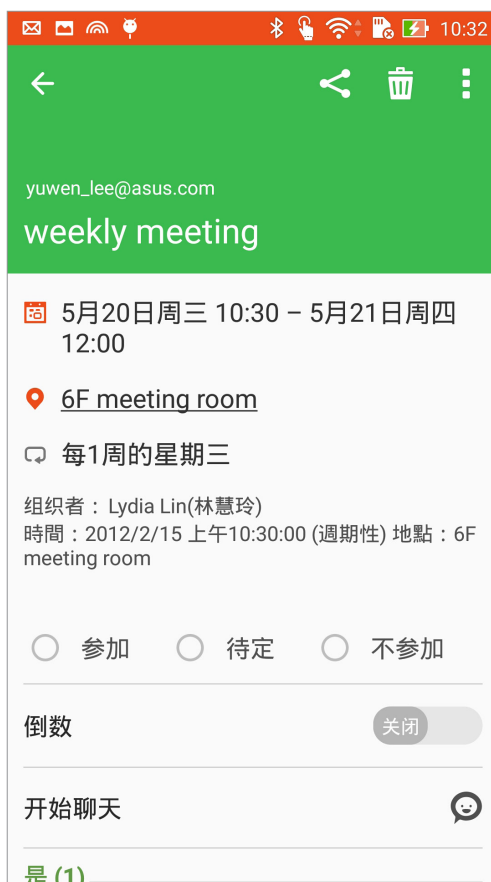 10:32
yuwen_lee@asus.com
weekly meeting
5月20日周三 10:30 – 5月21日周四
12:00
6F meeting room
每1周的星期三
组织者：Lydia Lin(林慧玲)
時間：2012/2/15 上午10:30:00 (週期性) 地點：6F
meeting room
参加 待定 不参加
倒数 关闭
开始聊天
是 (1)